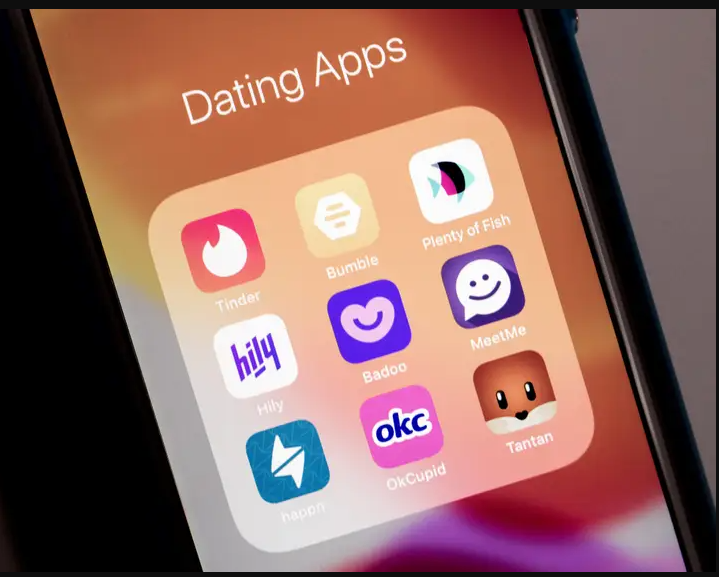 Dating Apps
Tinder
Bumble
Plenty of Fish
hily
Hily
Badoo
MeetMe
happn
okc
OkCupid
Tantan